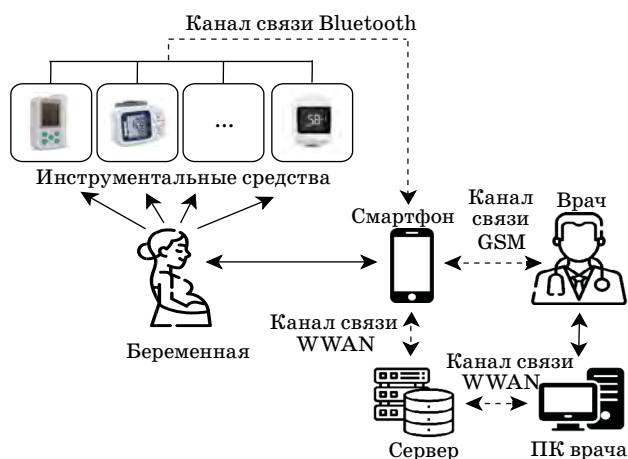 Канал связи Bluetooth
...
Инструментальные средства
Смартфон
Канал
связи
GSM
Врач
Беременная
Канал связи
WWAN
Канал связи
WWAN
Сервер
ПК врача